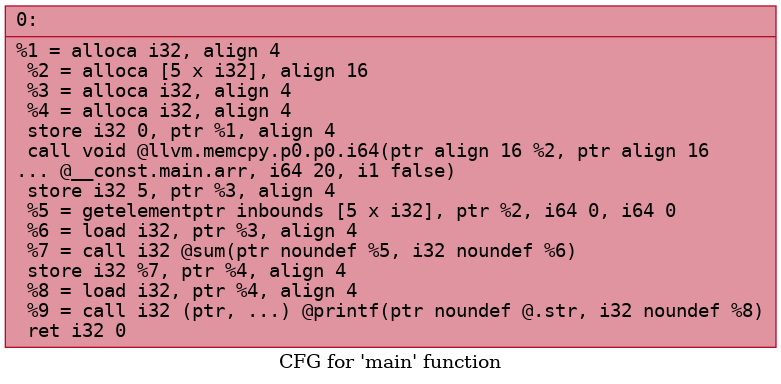 0:
%1 = alloca i32, align 4
%2 = alloca [5 x i32], align 16
%3 = alloca i32, align 4
%4 = alloca i32, align 4
store i32 0, ptr %1, align 4
call void @llvm.memcpy.p0.p0.i64(ptr align 16 %2, ptr align 16
... @__const.main.arr, i64 20, i1 false)
store i32 5, ptr %3, align 4
%5 = getelementptr inbounds [5 x i32], ptr %2, i64 0, i64 0
%6 = load i32, ptr %3, align 4
%7 = call i32 @sum(ptr noundef %5, i32 noundef %6)
store i32 %7, ptr %4, align 4
%8 = load i32, ptr %4, align 4
%9 = call i32 (ptr, ...) @printf(ptr noundef @.str, i32 noundef %8)
ret i32 0
CFG for 'main' function